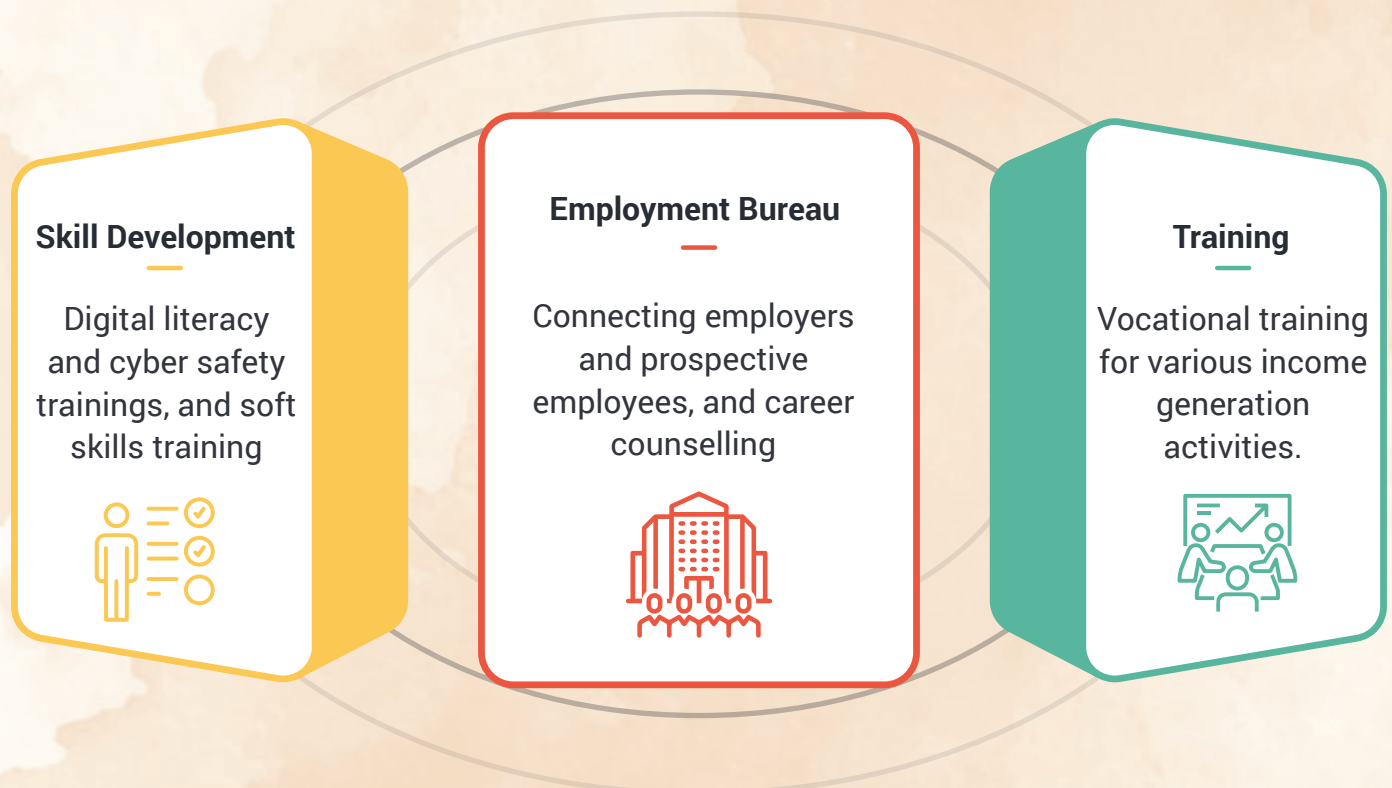 Skill Development
Digital literacy
and cyber safety
trainings, and soft
skills training
Employment Bureau
Connecting employers
and prospective
employees, and career
counselling
Training
Vocational training
for various income
generation
activities.